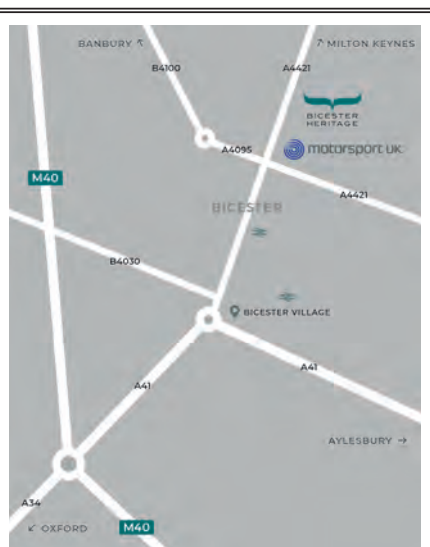 BANBURY ↖
↗ MILTON KEYNES
B4100
A4421
BICESTER
HERITAGE
A4095
motorsport UK
M40
A4421
BICESTER
B4030
BICESTER VILLAGE
A41
A41
AYLESBURY →
A34
↙ OXFORD
M40